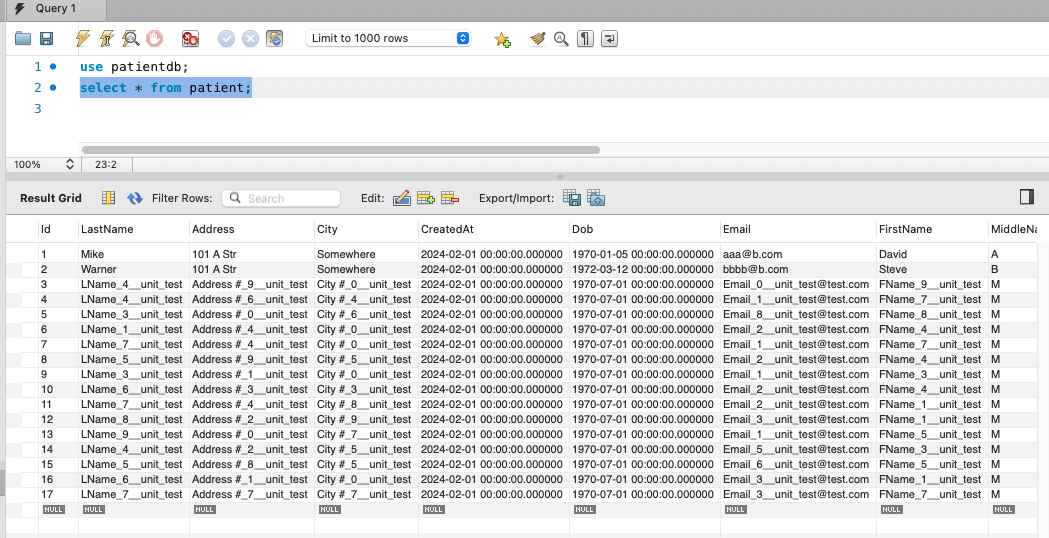 Query 1
Limit to 1000 rows
1 use patientdb;
2 select * from patient;
3
100% 23:2
Result Grid Filter Rows: Search Edit: Export/Import:
Id LastName Address City CreatedAt Dob Email FirstName MiddleNa
1 Mike 101 A Str Somewhere 2024-02-01 00:00:00.000000 1970-01-05 00:00:00.000000 aaa@b.com David A
2 Warner 101 A Str Somewhere 2024-02-01 00:00:00.000000 1972-03-12 00:00:00.000000 bbbb@b.com Steve B
3 LName_4__unit_test Address #_9__unit_test City #_0__unit_test 2024-02-01 00:00:00.000000 1970-07-01 00:00:00.000000 Email_0__unit_test@test.com FName_9__unit_test M
4 LName_4__unit_test Address #_6__unit_test City #_4__unit_test 2024-02-01 00:00:00.000000 1970-07-01 00:00:00.000000 Email_1__unit_test@test.com FName_7__unit_test M
5 LName_3__unit_test Address #_0__unit_test City #_6__unit_test 2024-02-01 00:00:00.000000 1970-07-01 00:00:00.000000 Email_8__unit_test@test.com FName_8__unit_test M
6 LName_1__unit_test Address #_4__unit_test City #_0__unit_test 2024-02-01 00:00:00.000000 1970-07-01 00:00:00.000000 Email_2__unit_test@test.com FName_4__unit_test M
7 LName_7__unit_test Address #_4__unit_test City #_0__unit_test 2024-02-01 00:00:00.000000 1970-07-01 00:00:00.000000 Email_1__unit_test@test.com FName_7__unit_test M
8 LName_5__unit_test Address #_9__unit_test City #_5__unit_test 2024-02-01 00:00:00.000000 1970-07-01 00:00:00.000000 Email_2__unit_test@test.com FName_4__unit_test M
9 LName_3__unit_test Address #_1__unit_test City #_0__unit_test 2024-02-01 00:00:00.000000 1970-07-01 00:00:00.000000 Email_1__unit_test@test.com FName_3__unit_test M
10 LName_6__unit_test Address #_3__unit_test City #_3__unit_test 2024-02-01 00:00:00.000000 1970-07-01 00:00:00.000000 Email_2__unit_test@test.com FName_4__unit_test M
11 LName_7__unit_test Address #_4__unit_test City #_8__unit_test 2024-02-01 00:00:00.000000 1970-07-01 00:00:00.000000 Email_2__unit_test@test.com FName_1__unit_test M
12 LName_8__unit_test Address #_2__unit_test City #_9__unit_test 2024-02-01 00:00:00.000000 1970-07-01 00:00:00.000000 Email_3__unit_test@test.com FName_1__unit_test M
13 LName_9__unit_test Address #_0__unit_test City #_7__unit_test 2024-02-01 00:00:00.000000 1970-07-01 00:00:00.000000 Email_1__unit_test@test.com FName_5__unit_test M
14 LName_4__unit_test Address #_2__unit_test City #_5__unit_test 2024-02-01 00:00:00.000000 1970-07-01 00:00:00.000000 Email_5__unit_test@test.com FName_3__unit_test M
15 LName_5__unit_test Address #_8__unit_test City #_5__unit_test 2024-02-01 00:00:00.000000 1970-07-01 00:00:00.000000 Email_6__unit_test@test.com FName_5__unit_test M
16 LName_6__unit_test Address #_1__unit_test City #_0__unit_test 2024-02-01 00:00:00.000000 1970-07-01 00:00:00.000000 Email_3__unit_test@test.com FName_1__unit_test M
17 LName_7__unit_test Address #_7__unit_test City #_7__unit_test 2024-02-01 00:00:00.000000 1970-07-01 00:00:00.000000 Email_3__unit_test@test.com FName_7__unit_test M
NULL NULL NULL NULL NULL NULL NULL NULL NULL